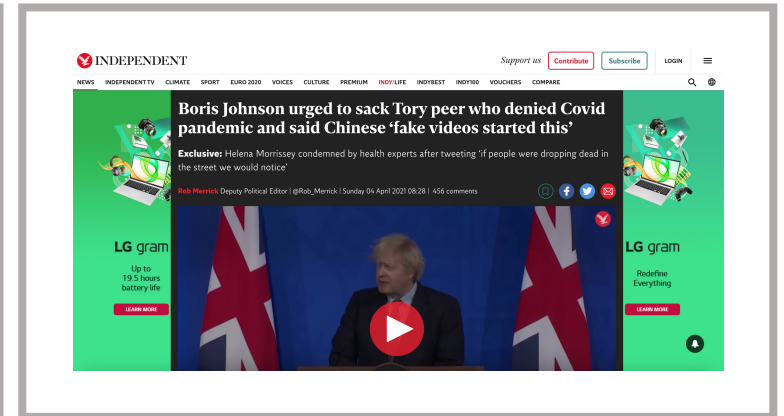 INDEPENDENT
Support us Contribute Subscribe LOGIN
NEWS INDEPENDENT TV CLIMATE SPORT EURO 2020 VOICES CULTURE PREMIUM INDY/LIFE INDYBEST INDY100 VOUCHERS COMPARE
Boris Johnson urged to sack Tory peer who denied Covid
pandemic and said Chinese ‘fake videos started this’
Exclusive: Helena Morrissey condemned by health experts after tweeting ‘if people were dropping dead in
the street we would notice’
Rob Merrick Deputy Political Editor | @Rob_Merrick | Sunday 04 April 2021 08:28 | 456 comments
LG gram
Up to
19.5 hours
battery life
LEARN MORE
LG gram
Redefine
Everything
LEARN MORE